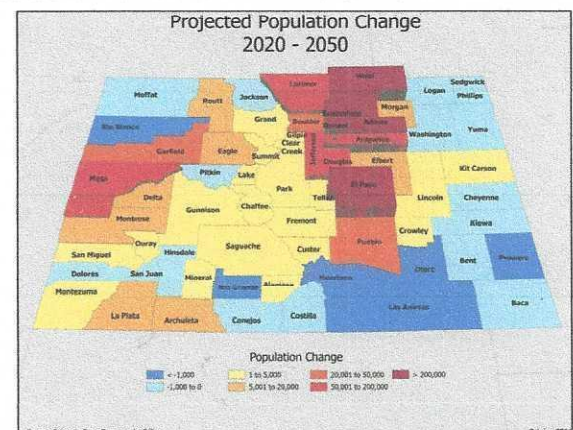 Projected Population Change
2020 - 2050
Moffat
Routt
Jackson
Larimer
Weld
Logan
Sedgwick
Phillips
Morgan
Rio Blanco
Grand
Boulder
Broomfield
Adams
Washington
Yuma
Garfield
Eagle
Summit
Gilpin
Clear
Creek
Jefferson
Denver
Arapahoe
Mesa
Pitkin
Lake
Park
Douglas
Elbert
Kit Carson
Delta
Gunnison
Chaffee
Teller
El Paso
Lincoln
Cheyenne
Montrose
Fremont
Kiowa
Ouray
San Miguel
Hinsdale
Saguache
Custer
Pueblo
Crowley
Dolores
San Juan
Mineral
Otero
Bent
Prowers
Montezuma
Rio Grande
Alamosa
Huerfano
La Plata
Archuleta
Conejos
Costilla
Las Animas
Baca
Population Change
< -1,000
1 to 5,000
20,001 to 50,000
> 200,000
-1,000 to 0
50,001 to 200,000